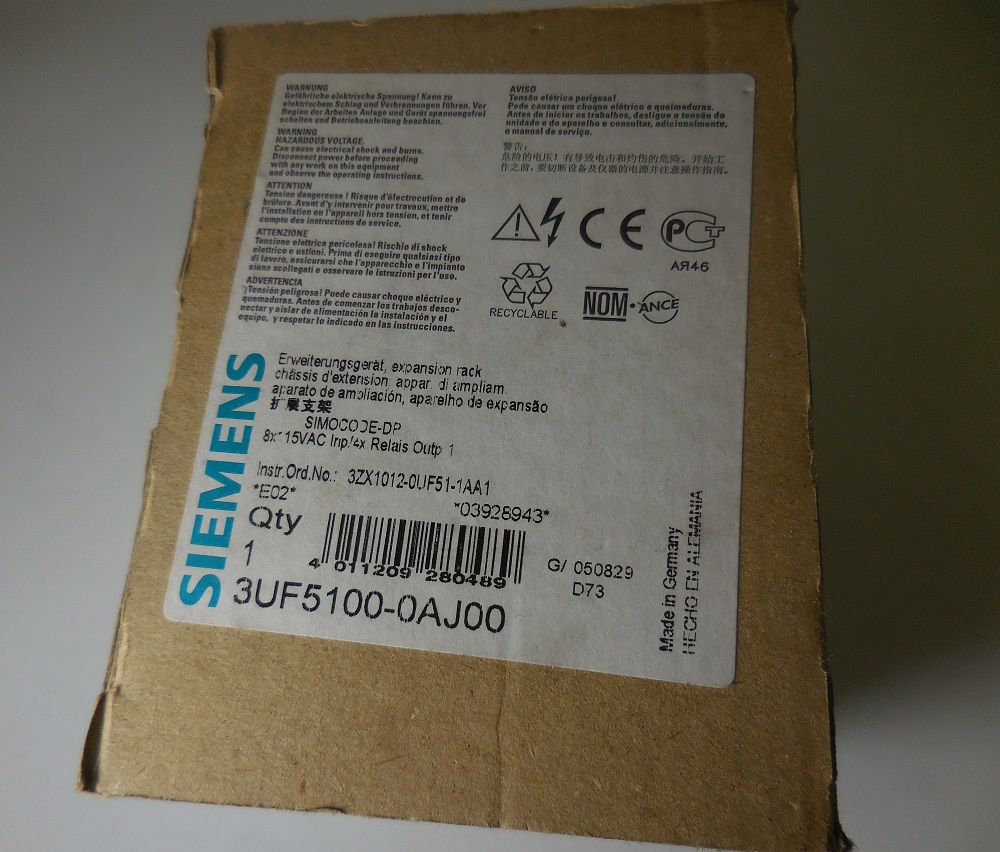 WARNUNG
Gefährliche elektrische Spannung! Kann zu
elektrischem Schlag und Verbrennungen führen. Vor
Beginn der Arbeiten Anlage und Gerät spannungsfrei
schalten und Betriebsanleitung beachten.
WARNING
HAZARDOUS VOLTAGE.
Can cause electrical shock and burns.
Disconnect power before proceeding
with any work on this equipment
and observe the operating instructions.
ATTENTION
Tension dangereuse ! Risque d'électrocution et de
brûlure. Avant d'y intervenir pour travaux, mettre
l'installation ou l'appareil hors tension, et tenir
compte des instructions de service.
ATTENZIONE
Tensione elettrica pericolosa! Rischio di shock
elettrico e ustioni. Prima di eseguire qualsiasi tipo
di lavoro, assicurarsi che l'apparecchio e l'impianto
siano scollegati e osservare le istruzioni per l'uso.
ADVERTENCIA
¡Tensión peligrosa! Puede causar choque eléctrico y
quemaduras. Antes de comenzar los trabajos desco-
nectar y aislar de alimentación la instalación y el
equipo, y respetar lo indicado en las instrucciones.
AVISO
Tensão elétrica perigosa!
Pode causar um choque elétrico e queimaduras.
Antes de iniciar os trabalhos, desligue a tensão da
unidade e do aparelho e consultar, adicionalmente,
o manual de serviço.
警告:
危险的电压!有导致电击和灼伤的危险。开始工
作之前,要切断设备及仪器的电源并注意操作指南。
CE
PCT
АЯ46
RECYCLABLE
NOM·ANCE
SIEMENS
Erweiterungsgerät, expansion rack
châssis d'extension, appar. di ampliam.
aparato de ampliación, aparelho de expansão
扩展支架
SIMOCODE-DP
8x115VAC Inp/4x Relais Outp 1
Instr.Ord.No.: 3ZX1012-0UF51-1AA1
*E02*
*03928943*
Qty
1
4 011209 280489
G/ 050829
D73
3UF5100-0AJ00
Made in Germany
HECHO EN ALEMANIA